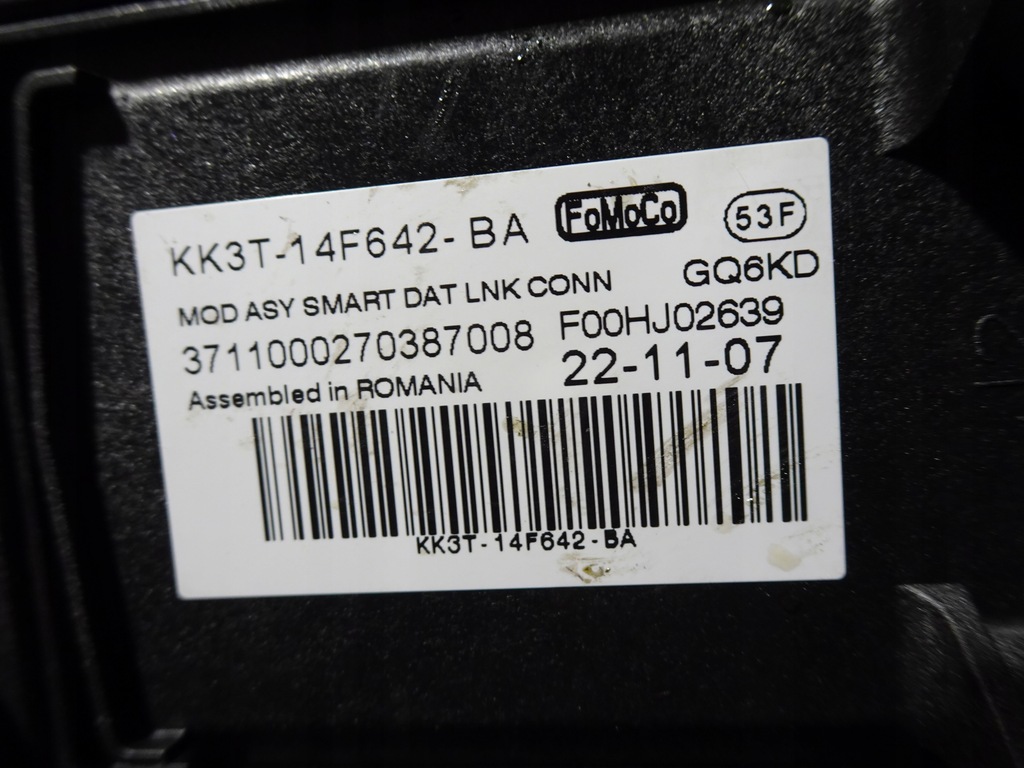 KK3T-14F642-BA FoMoCo 53F
MOD ASY SMART DAT LNK CONN GQ6KD
3711000270387008 F00HJ02639
Assembled in ROMANIA 22-11-07
KK3T-14F642-BA